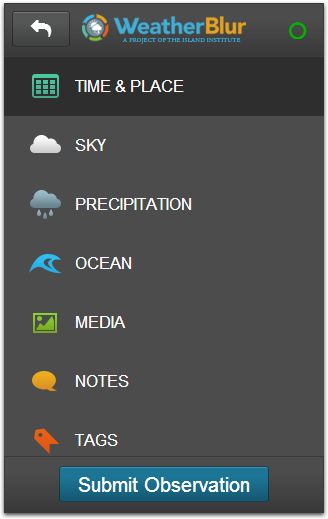 WeatherBlur
A PROJECT OF THE ISLAND INSTITUTE
TIME & PLACE
SKY
PRECIPITATION
OCEAN
MEDIA
NOTES
TAGS
Submit Observation